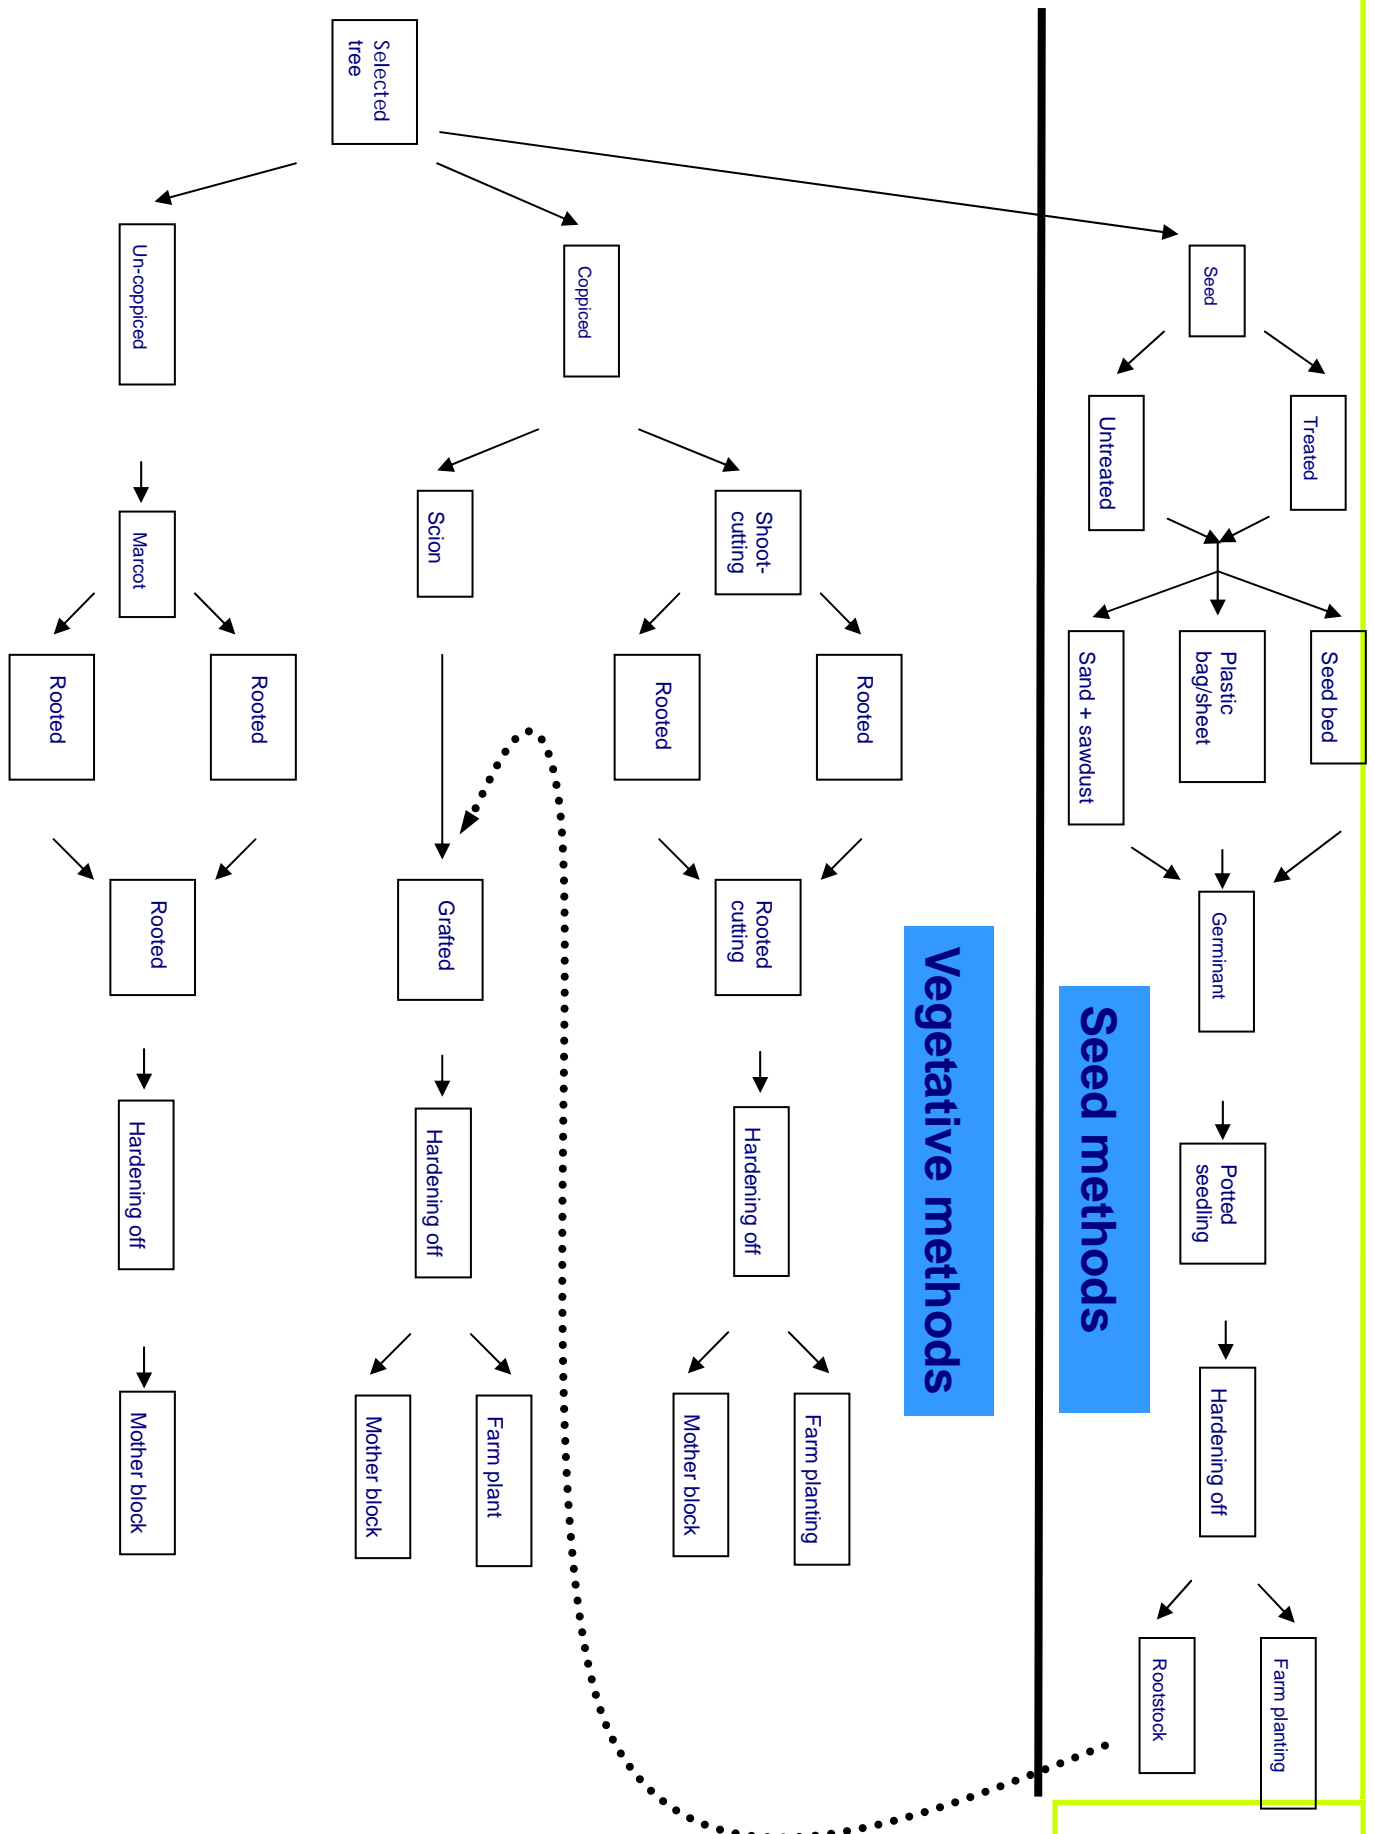 Seed bed
Treated
Farm planting
Seed
Plastic
bag/sheet
Germinant
Potted
seedling
Hardening off
Rootstock
Untreated
Sand + sawdust
Seed methods
Vegetative methods
Rooted
Farm planting
Shoot-
cutting
Rooted
cutting
Hardening off
Rooted
Mother block
Coppiced
Farm plant
Scion
Grafted
Hardening off
Selected
tree
Mother block
Rooted
Un-coppiced
Marcot
Rooted
Hardening off
Mother block
Rooted